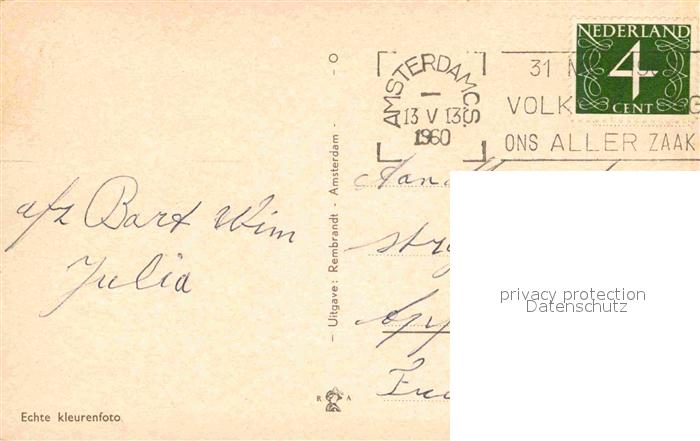 NEDERLAND
4
CENT
AMSTERDAM C.S.
13 V 13
1960
31
VOLK
ONS ALLER ZAAK
afz Bart Wim
Julia
Aan
- Uitgave: Rembrandt - Amsterdam -
R A
Echte kleurenfoto
privacy protection
Datenschutz